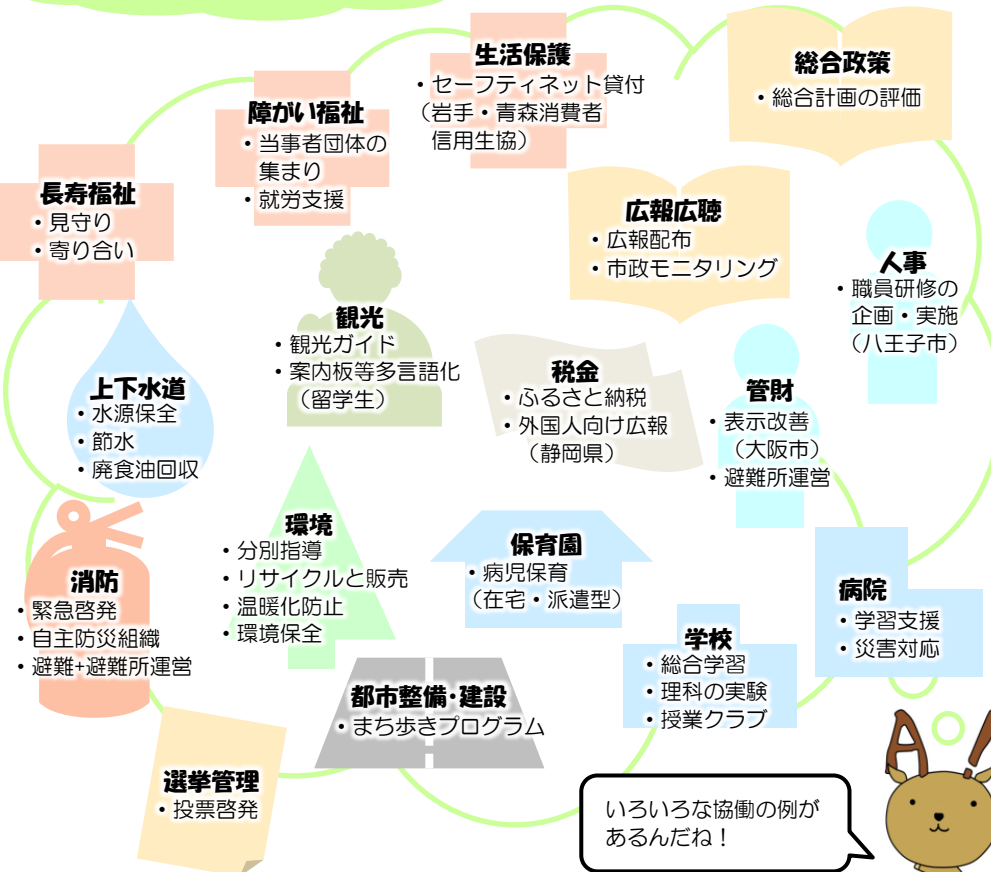 生活保護
・セーフティネット貸付
（岩手・青森消費者
信用生協）
総合政策
・総合計画の評価
障がい福祉
・当事者団体の
集まり
・就労支援
長寿福祉
・見守り
・寄り合い
広報広聴
・広報配布
・市政モニタリング
人事
・職員研修の
企画・実施
（八王子市）
観光
・観光ガイド
・案内板等多言語化
（留学生）
税金
・ふるさと納税
・外国人向け広報
（静岡県）
管財
・表示改善
（大阪市）
・避難所運営
上下水道
・水源保全
・節水
・廃食油回収
環境
・分別指導
・リサイクルと販売
・温暖化防止
・環境保全
保育園
・病児保育
（在宅・派遣型）
消防
・緊急啓発
・自主防災組織
・避難+避難所運営
病院
・学習支援
・災害対応
学校
・総合学習
・理科の実験
・授業クラブ
都市整備・建設
・まち歩きプログラム
選挙管理
・投票啓発
いろいろな協働の例が
あるんだね！